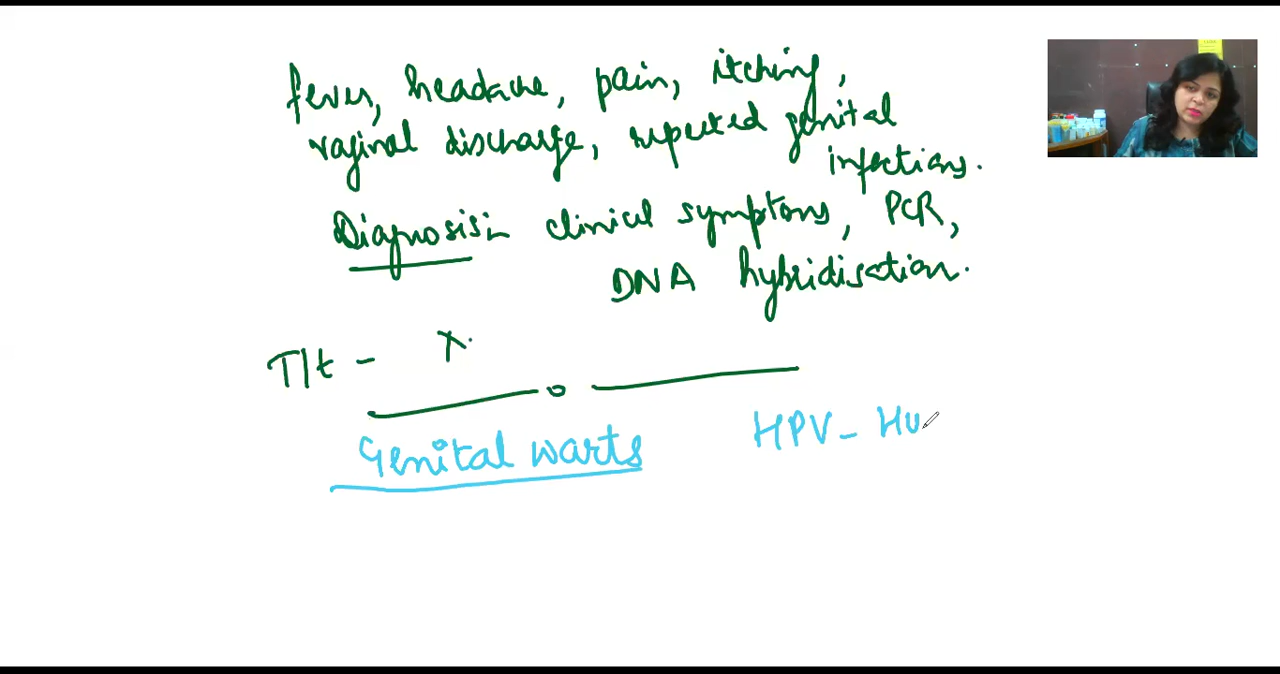 fever, headache, pain, itching,
vaginal discharge, repeated genital
infections.
Diagnosis:- clinical symptoms, PCR,
DNA hybridisation.
T/t - X.
Genital warts HPV - Hu